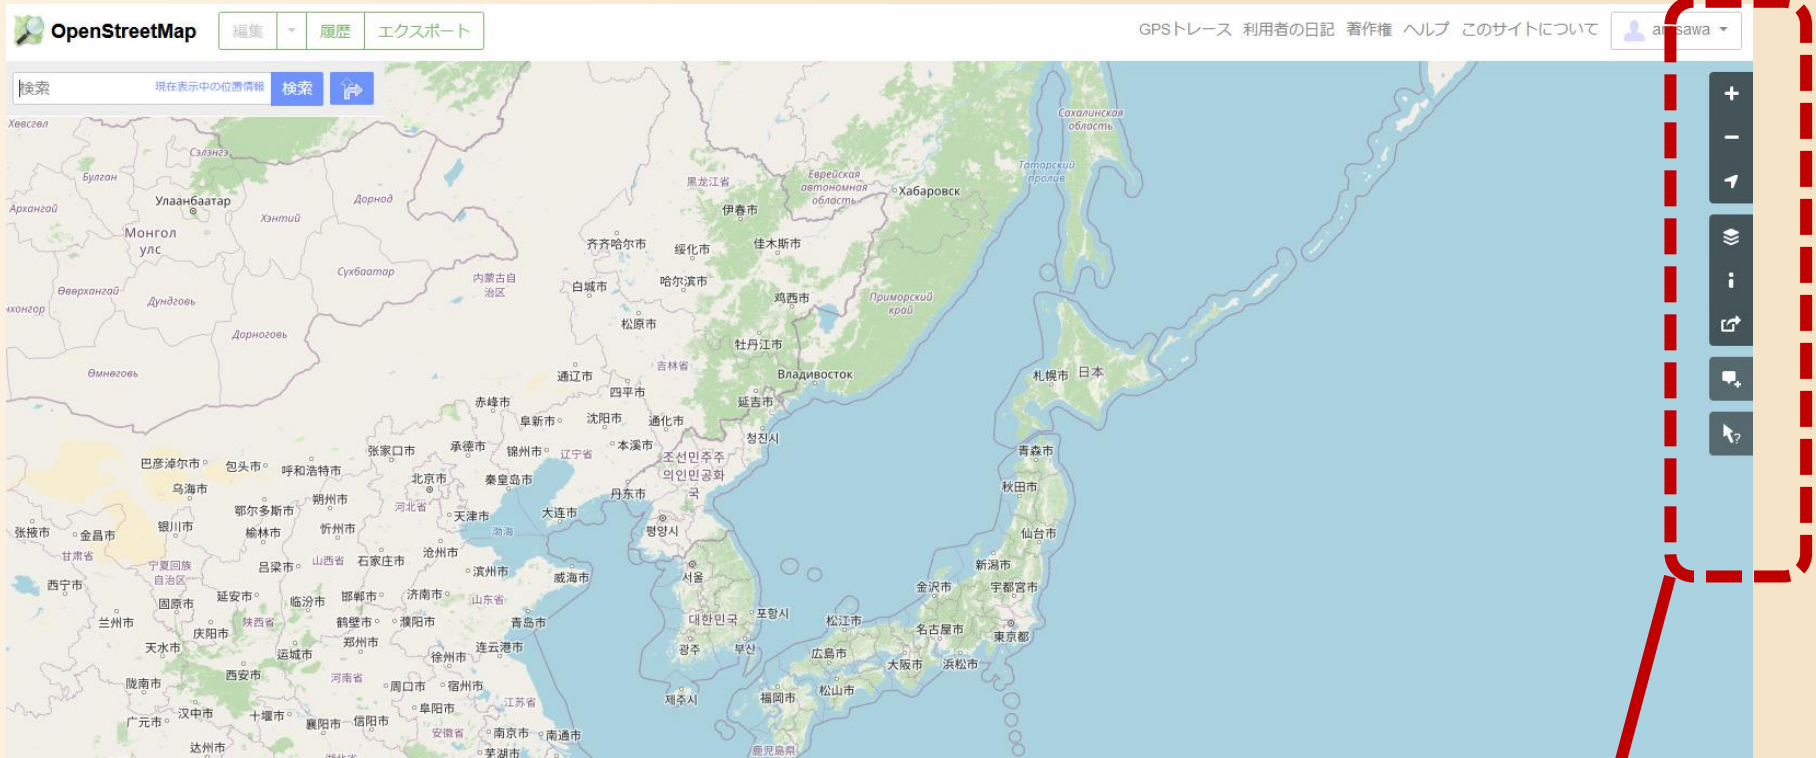 OpenStreetMap
編集
履歴
エクスポート
GPSトレース 利用者の日記 著作権 ヘルプ このサイトについて
検索
現在表示中の位置情報
検索
Хөвсгөл
Сэлэнгэ
Булган
Архангай
Улаанбаатар
Хэнтий
Дорнод
Монгол
улс
Сүхбаатар
Өвөрхангай
Дундговь
Дорноговь
Өмнөговь
内蒙古自
治区
黑龙江省
伊春市
Еврейская
автономная
область
Хабаровск
Сахалинская
область
Татарский
пролив
齐齐哈尔市
绥化市
佳木斯市
白城市
哈尔滨市
鸡西市
Приморский
край
松原市
牡丹江市
吉林省
通辽市
四平市
Владивосток
札幌市
日本
赤峰市
延吉市
阜新市
沈阳市
通化市
张家口市
承德市
锦州市
辽宁省
本溪市
청진시
조선민주주
의인민공화
국
青森市
巴彦淖尔市
包头市
呼和浩特市
北京市
秦皇岛市
乌海市
朔州市
丹东市
秋田市
鄂尔多斯市
河北省
天津市
大连市
张掖市
金昌市
银川市
榆林市
忻州市
渤海
평양시
仙台市
甘肃省
宁夏回族
自治区
吕梁市
山西省
石家庄市
沧州市
新潟市
西宁市
滨州市
威海市
서울
金沢市
宇都宮市
固原市
延安市
临汾市
邯郸市
济南市
山东省
兰州市
庆阳市
陕西省
鹤壁市
濮阳市
青岛市
대한민국
포항시
松江市
名古屋市
東京都
天水市
运城市
郑州市
徐州市
连云港市
광주
부산
広島市
大阪市
浜松市
陇南市
西安市
河南省
周口市
宿州市
江苏省
제주시
福岡市
松山市
广元市
汉中市
十堰市
襄阳市
信阳市
阜阳市
安徽省
南京市
南通市
达州市
芜湖市
鹿児島県